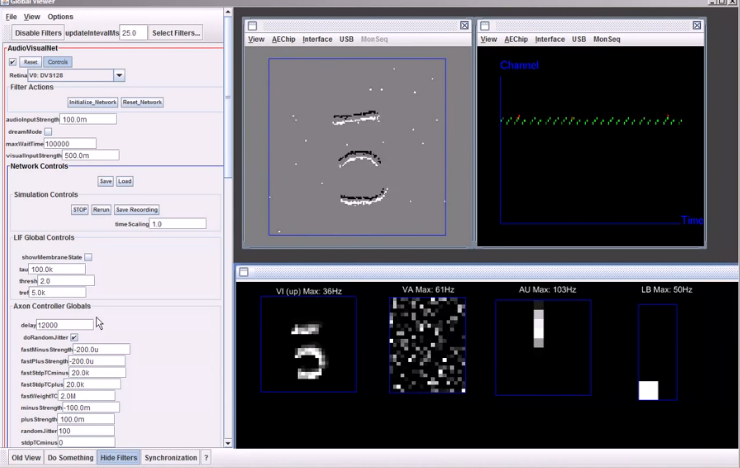 Global Viewer
File View Options
Disable Filters updateIntervalMs 25.0 Select Filters...
AudioVisualNet
Reset Controls
Retina V0: DVS128
Filter Actions
Initialize_Network Reset_Network
audioInputStrength 100.0m
dreamMode
maxWaitTime 100000
visualInputStrength 500.0m
Network Controls
Save Load
Simulation Controls
STOP Rerun Save Recording
timeScaling 1.0
LIF Global Controls
showMembraneState
tau 100.0k
thresh 2.0
tref 5.0k
Axon Controller Globals
delay 12000
doRandomJitter
fastMinusStrength -200.0u
fastPlusStrength -200.0u
fastStdpTCminus 20.0k
fastStdpTCplus 20.0k
fastWeightTC 2.0M
minusStrength -100.0m
plusStrength 100.0m
randomJitter 100
stdpTCminus 0
View AEChip Interface USB MonSeq
View AEChip Interface USB MonSeq
Channel
Time
VI (up) Max: 36Hz VA Max: 61Hz AU Max: 103Hz LB Max: 50Hz
Old View Do Something Hide Filters Synchronization ?